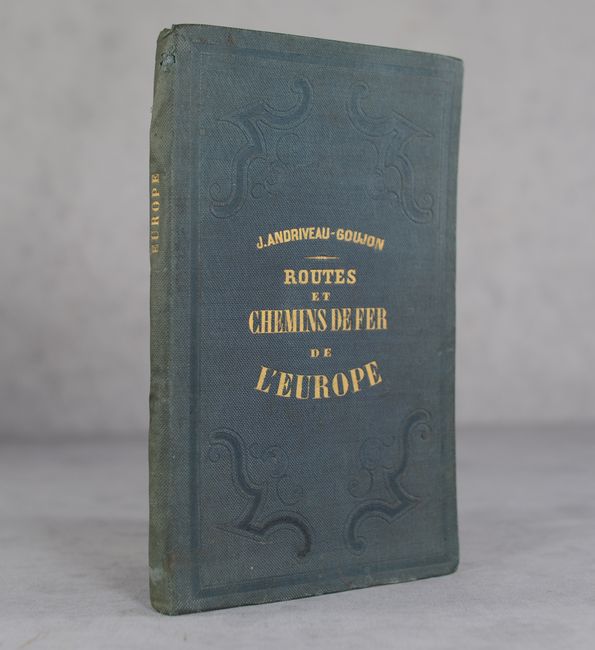 EUROPE
J. ANDRIVEAU-GOUJON
ROUTES
ET
CHEMINS DE FER
DE
L'EUROPE